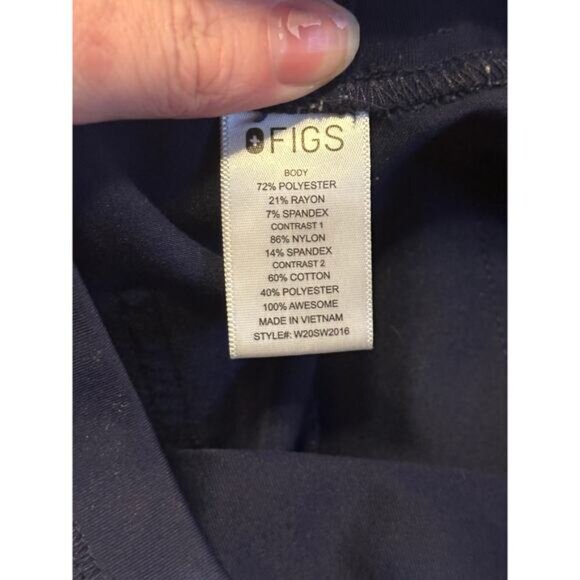 FIGS
BODY
72% POLYESTER
21% RAYON
7% SPANDEX
CONTRAST 1
86% NYLON
14% SPANDEX
CONTRAST 2
60% COTTON
40% POLYESTER
100% AWESOME
MADE IN VIETNAM
STYLE#: W20SW2016